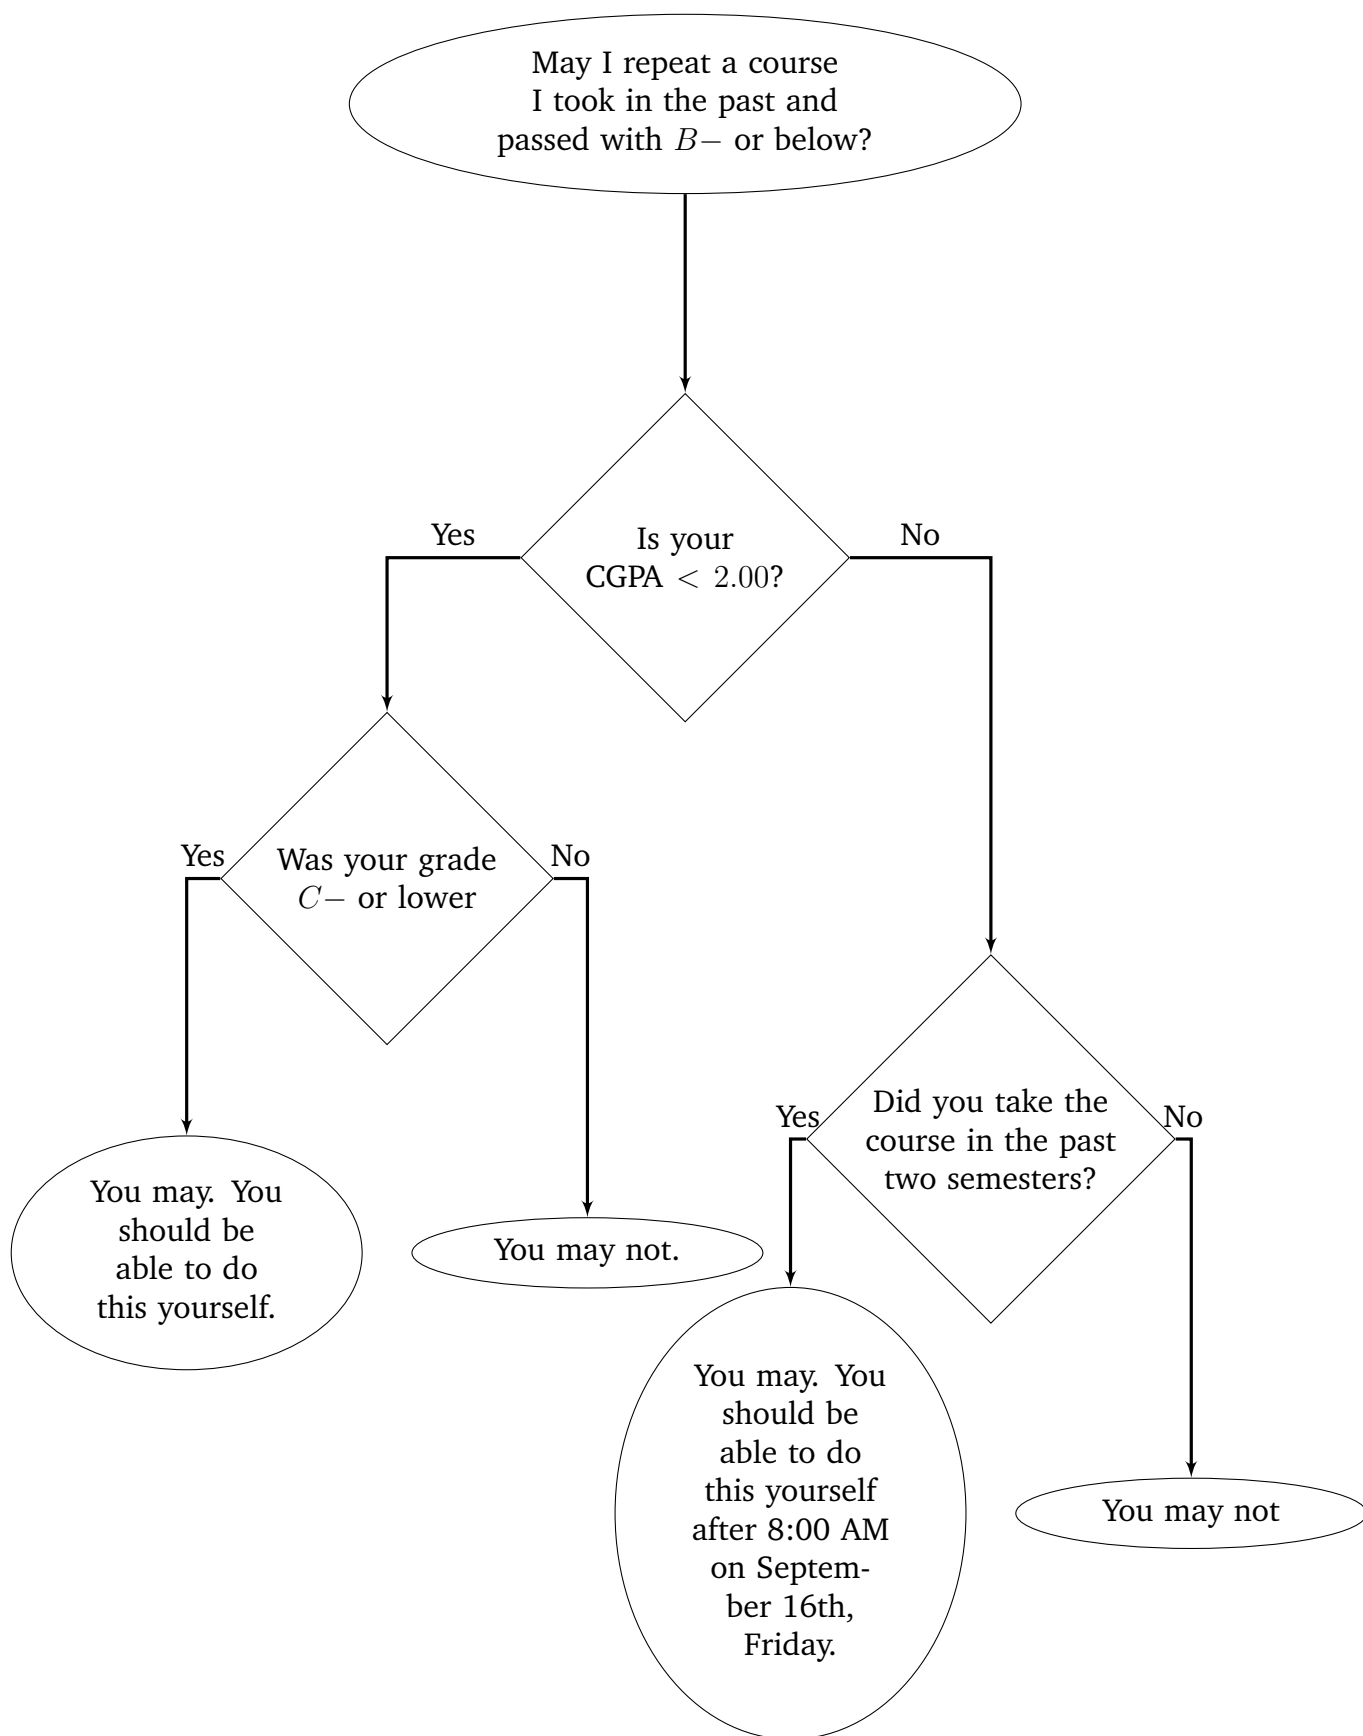 May I repeat a course
I took in the past and
passed with B− or below?
Yes
Is your
CGPA < 2.00?
No
Yes
Was your grade
C− or lower
No
Yes
Did you take the
course in the past
two semesters?
No
You may. You
should be
able to do
this yourself.
You may not.
You may. You
should be
able to do
this yourself
after 8:00 AM
on Septem-
ber 16th,
Friday.
You may not